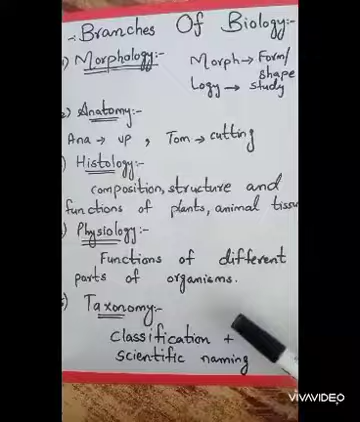 :- Branches Of Biology:-
) Morphology:- Morph → Form/
shape
Logy → study
) Anatomy:-
Ana → up , Tom → cutting
) Histology:-
composition, structure and
functions of plants, animal tissu
) Physiology:-
Functions of different
parts of organisms.
) Taxonomy:-
classification +
scientific naming
VIVAVIDEO